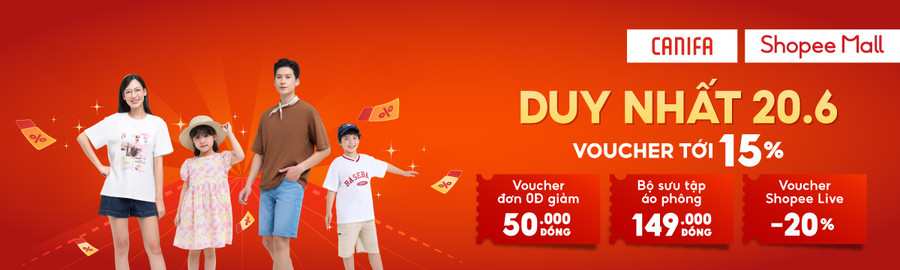 CANIFA
Shopee Mall
DUY NHẤT 20.6
VOUCHER TỚI 15%
Voucher
đơn 0Đ giảm
50.000 ĐỒNG
Bộ sưu tập
áo phông
149.000 ĐỒNG
Voucher
Shopee Live
-20%
BASEBALL
%
%
%
%